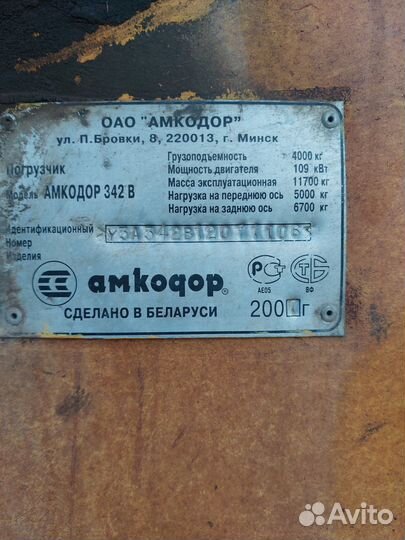 ОАО "АМКОДОР"
ул. П.Бровки, 8, 220013, г. Минск
Погрузчик
Модель АМКОДОР 342 В
Грузоподъемность 4000 кг
Мощность двигателя 109 кВт
Масса эксплуатационная 11700 кг
Нагрузка на переднюю ось 5000 кг
Нагрузка на заднюю ось 6700 кг
Идентификационный
Номер
Изделия
амкодор®
АЕ05
ВФ
СДЕЛАНО В БЕЛАРУСИ
Avito